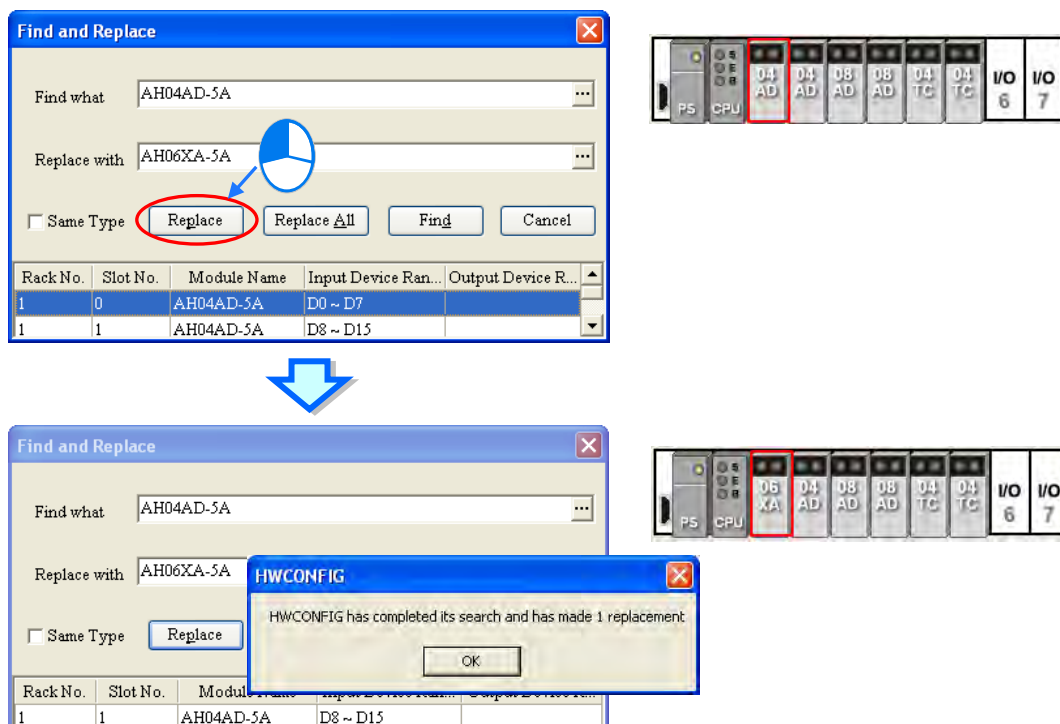 Find and Replace
Find what AH04AD-5A ...
Replace with AH06XA-5A ...
Same Type Replace Replace All Find Cancel
Rack No. Slot No. Module Name Input Device Ran... Output Device R...
1 0 AH04AD-5A D0 ~ D7
1 1 AH04AD-5A D8 ~ D15
PS CPU S E B 04 AD 04 AD 08 AD 08 AD 04 TC 04 TC I/O 6 I/O 7
Find and Replace
Find what AH04AD-5A ...
Replace with AH06XA-5A
Same Type Replace
HWCONFIG
HWCONFIG has completed its search and has made 1 replacement
OK
Rack No. Slot No.
1 1 AH04AD-5A D8 ~ D15
PS CPU S E B 06 XA 04 AD 08 AD 08 AD 04 TC 04 TC I/O 6 I/O 7